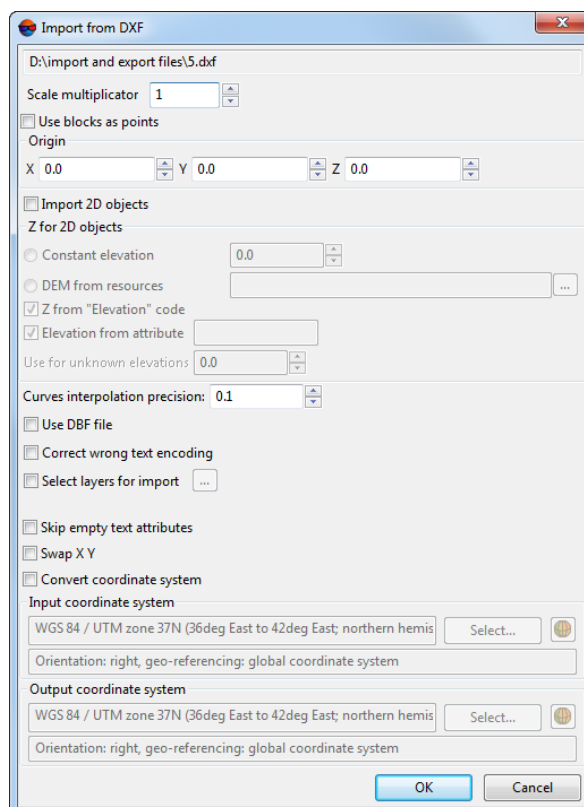 Import from DXF
D:\import and export files\5.dxf
Scale multiplicator 1
Use blocks as points
Origin
X 0.0 Y 0.0 Z 0.0
Import 2D objects
Z for 2D objects
Constant elevation 0.0
DEM from resources ...
Z from "Elevation" code
Elevation from attribute
Use for unknown elevations 0.0
Curves interpolation precision: 0.1
Use DBF file
Correct wrong text encoding
Select layers for import ...
Skip empty text attributes
Swap X Y
Convert coordinate system
Input coordinate system
WGS 84 / UTM zone 37N (36deg East to 42deg East; northern hemis Select...
Orientation: right, geo-referencing: global coordinate system
Output coordinate system
WGS 84 / UTM zone 37N (36deg East to 42deg East; northern hemis Select...
Orientation: right, geo-referencing: global coordinate system
OK Cancel